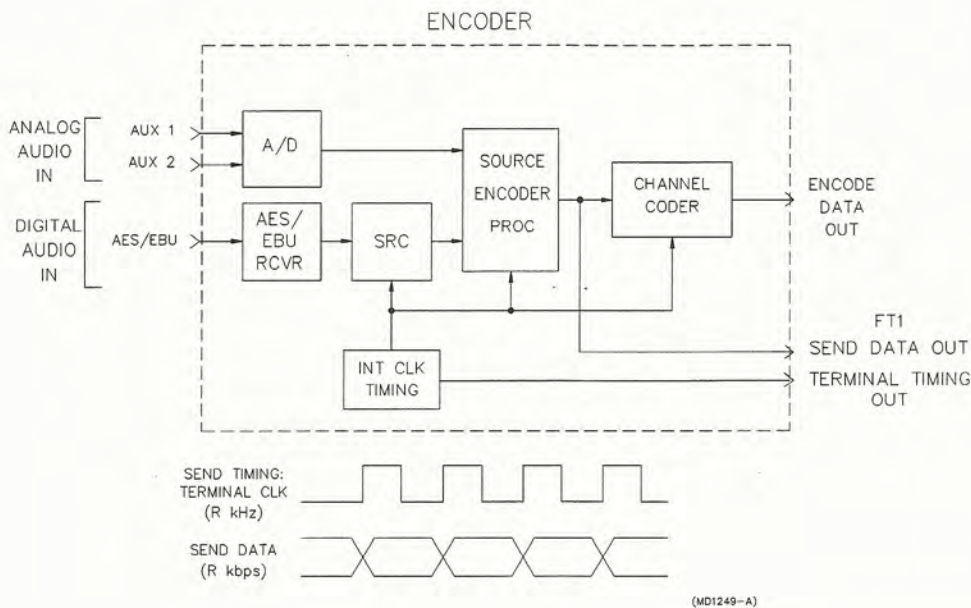 ENCODER
ANALOG
AUDIO
IN
AUX 1
AUX 2
A/D
DIGITAL
AUDIO
IN
AES/EBU
AES/
EBU
RCVR
SRC
SOURCE
ENCODER
PROC
CHANNEL
CODER
ENCODE
DATA
OUT
INT CLK
TIMING
FT1
SEND DATA OUT
TERMINAL TIMING
OUT
SEND TIMING:
TERMINAL CLK
(R kHz)
SEND DATA
(R kbps)
(MD1249-A)